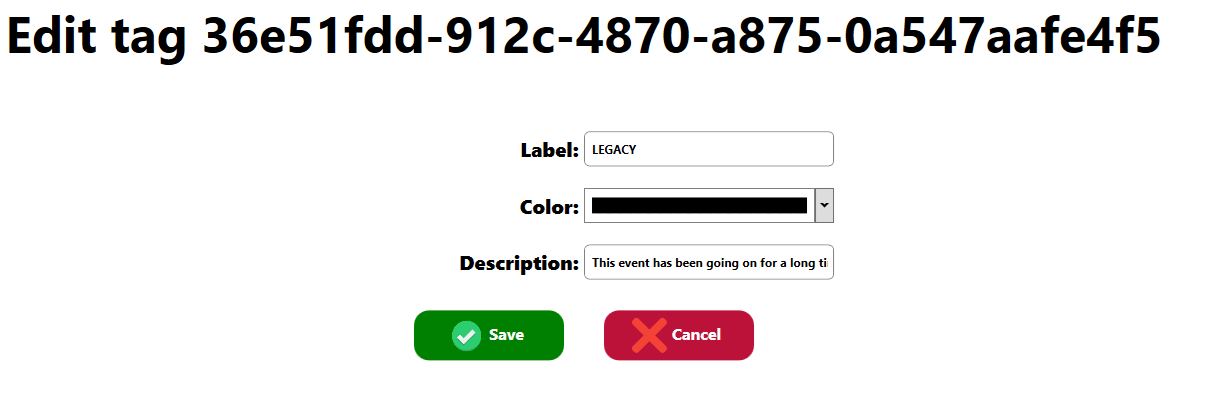 Edit tag 36e51fdd-912c-4870-a875-0a547aafe4f5
Label: LEGACY
Color:
Description: This event has been going on for a long ti
Save Cancel